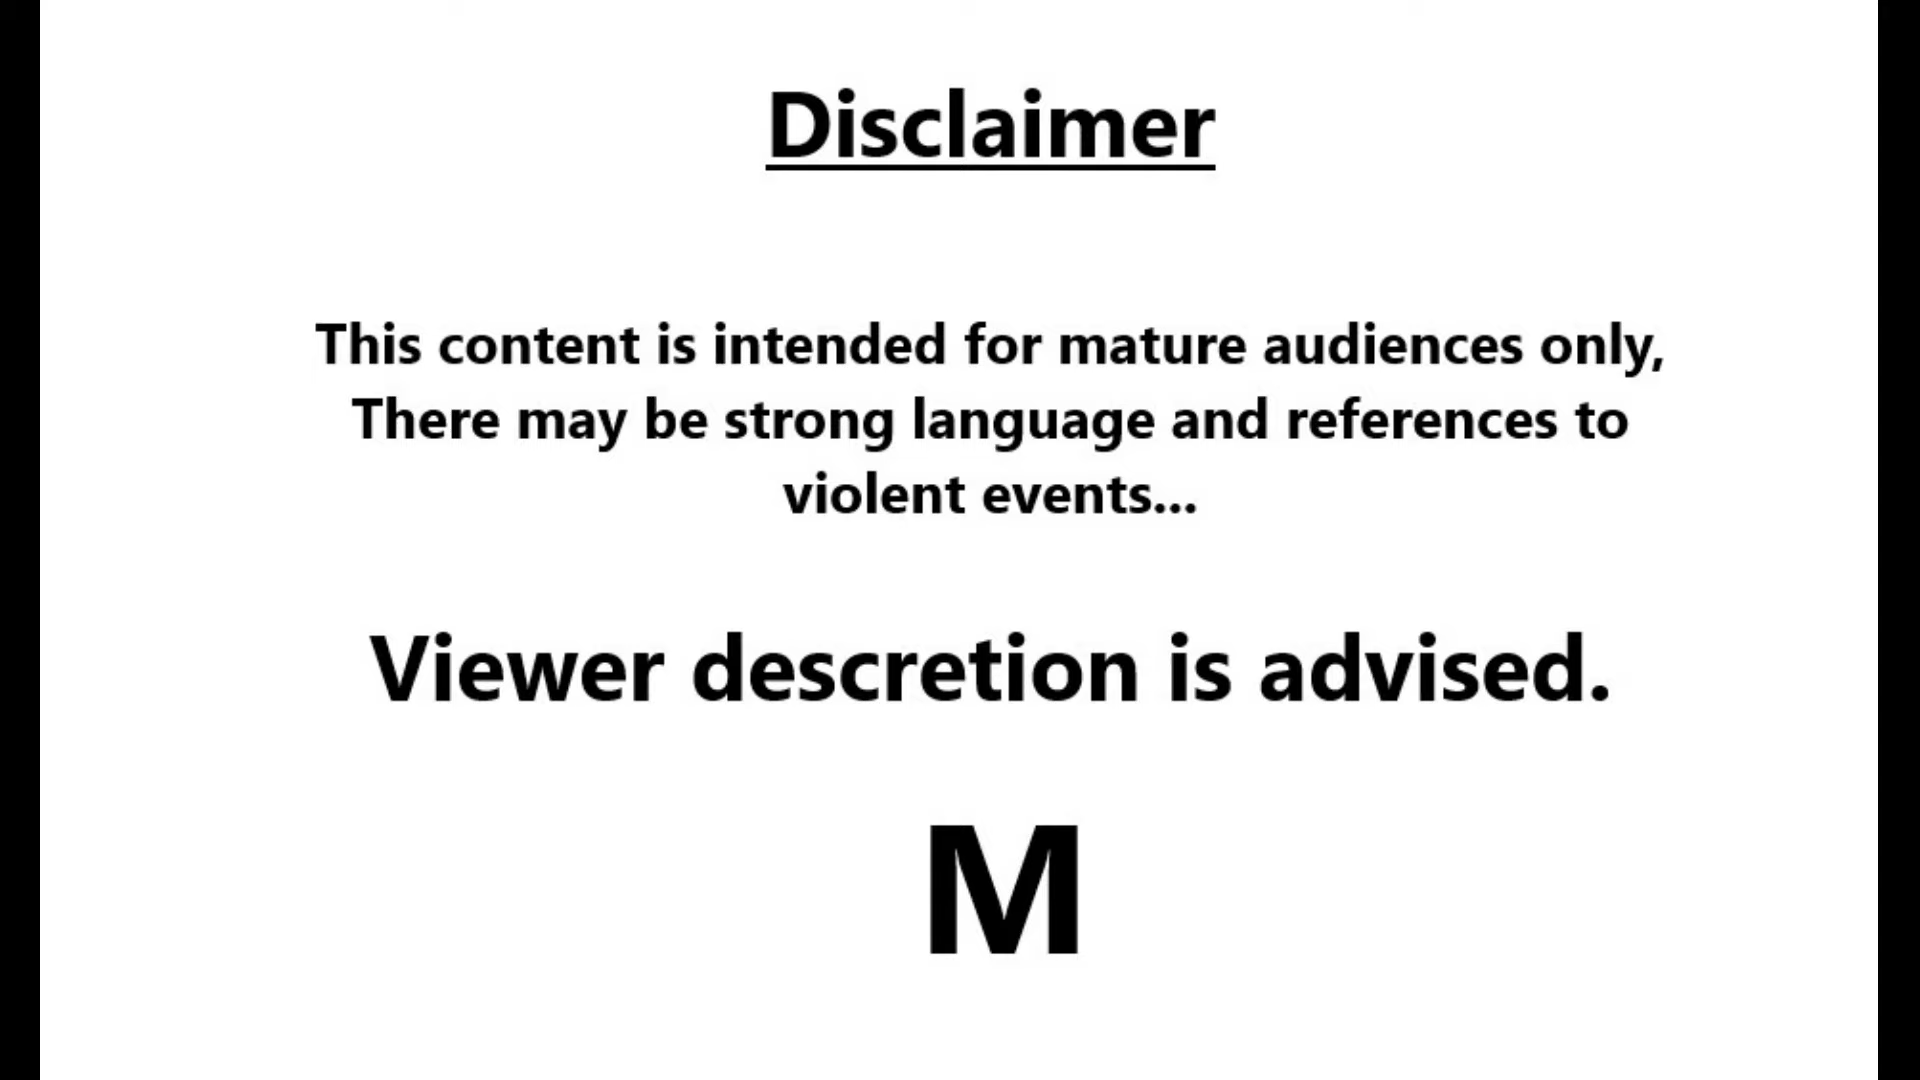 Disclaimer
This content is intended for mature audiences only,
There may be strong language and references to
violent events...
Viewer descretion is advised.
M